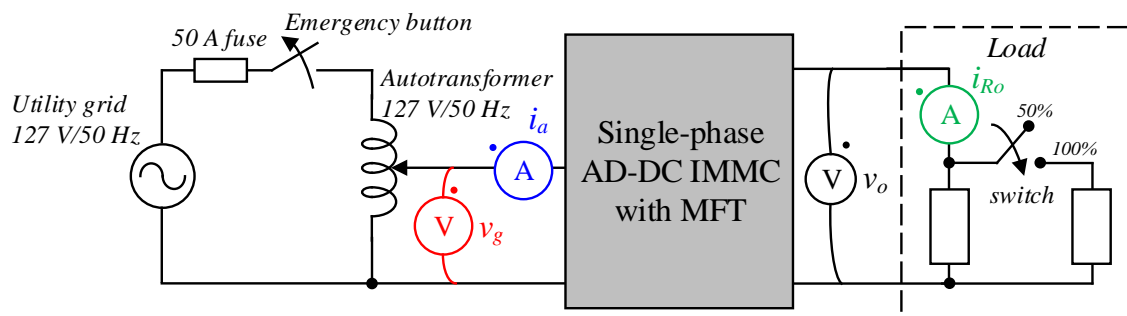 Emergency button
50 A fuse
Utility grid
127 V/50 Hz
Autotransformer
127 V/50 Hz
i_a
A
V
v_g
Single-phase
AD-DC IMMC
with MFT
V
v_o
Load
i_Ro
A
50%
100%
switch